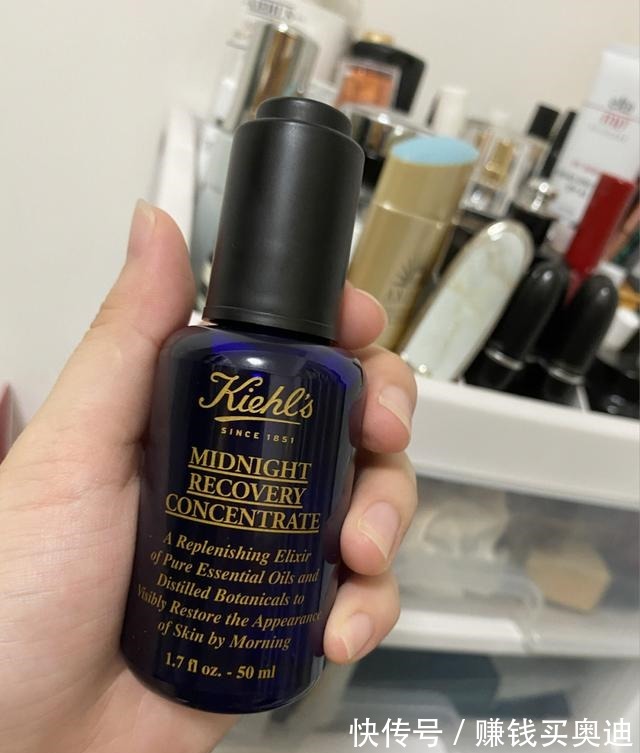 Kiehl's
SINCE 1851
MIDNIGHT
RECOVERY
CONCENTRATE
A Replenishing Elixir
of Pure Essential Oils and
Distilled Botanicals to
Visibly Restore the Appearance
of Skin by Morning
1.7 fl oz. - 50 ml
快传号 / 赚钱买奥迪